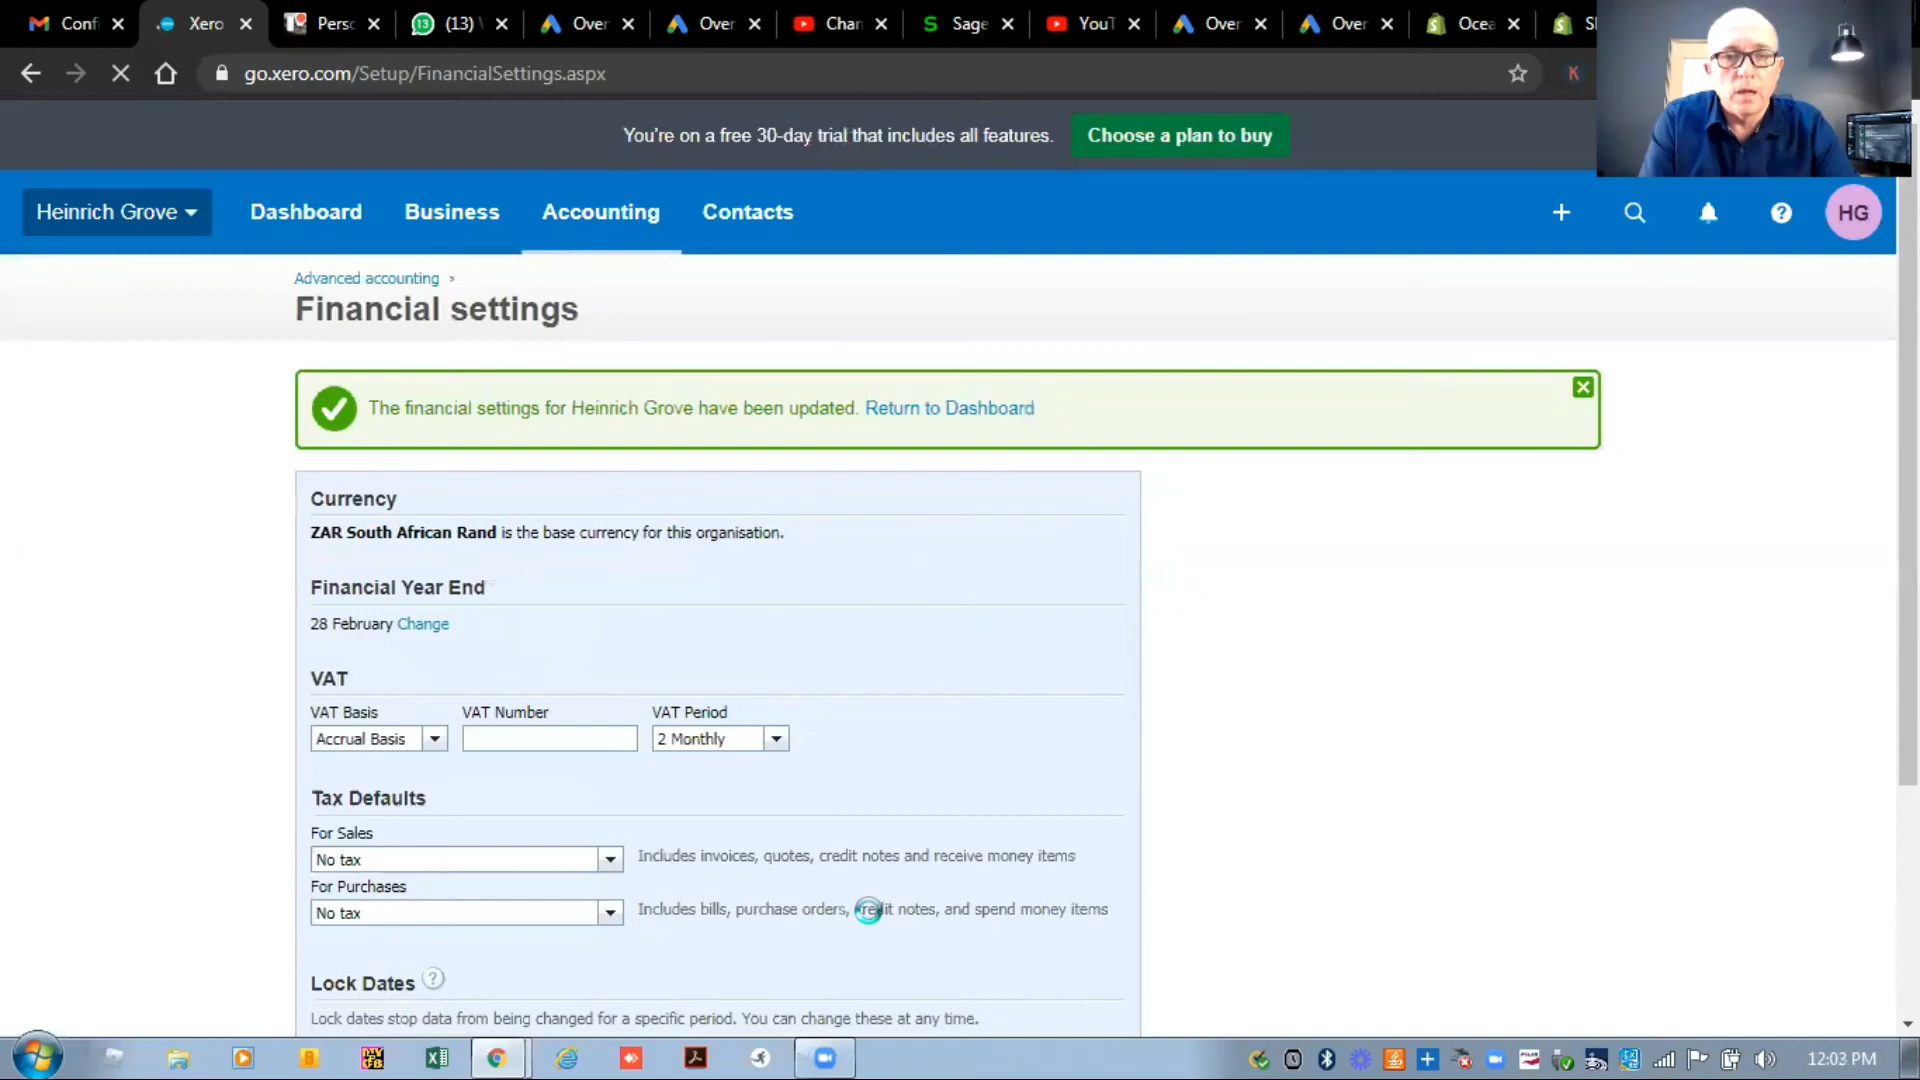 Confi
Xero
Persc
(13)
Over
Over
Chan
Sage
YouT
Over
Over
Ocea
go.xero.com/Setup/FinancialSettings.aspx
K
You're on a free 30-day trial that includes all features.
Choose a plan to buy
Heinrich Grove
Dashboard
Business
Accounting
Contacts
HG
Advanced accounting ›
Financial settings
The financial settings for Heinrich Grove have been updated. Return to Dashboard
Currency
ZAR South African Rand is the base currency for this organisation.
Financial Year End
28 February Change
VAT
VAT Basis
VAT Number
VAT Period
Accrual Basis
2 Monthly
Tax Defaults
For Sales
No tax
Includes invoices, quotes, credit notes and receive money items
For Purchases
No tax
Includes bills, purchase orders, credit notes, and spend money items
Lock Dates ?
Lock dates stop data from being changed for a specific period. You can change these at any time.
12:03 PM